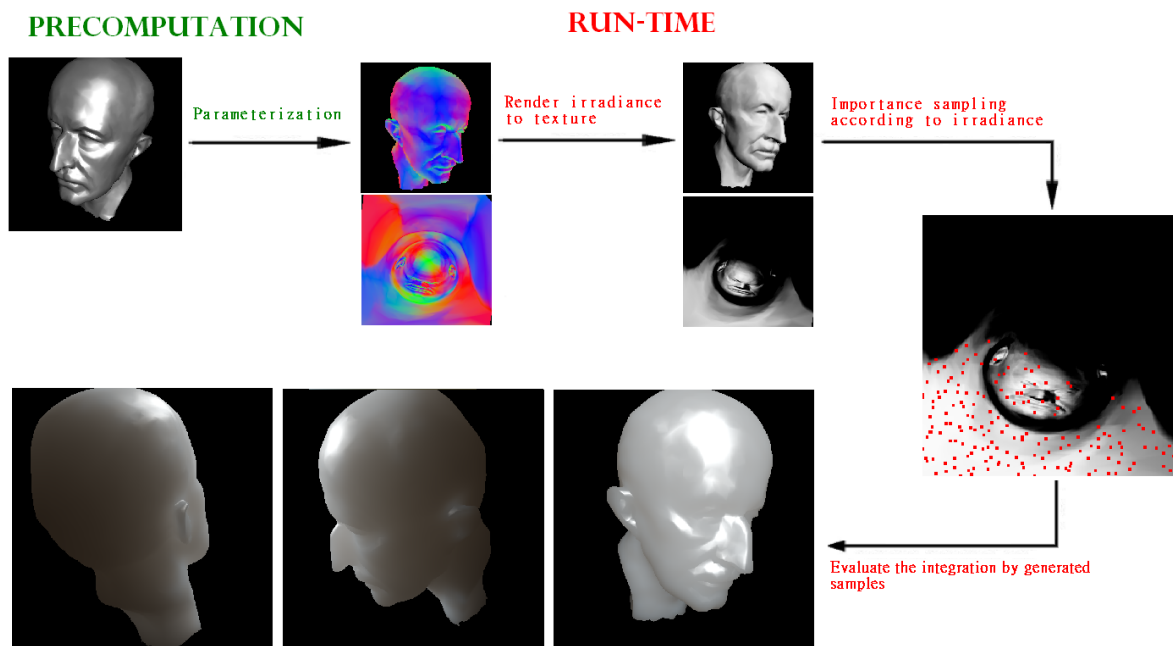 PRECOMPUTATION
RUN-TIME
Parameterization
Render irradiance
to texture
Importance sampling
according to irradiance
Evaluate the integration by generated
samples